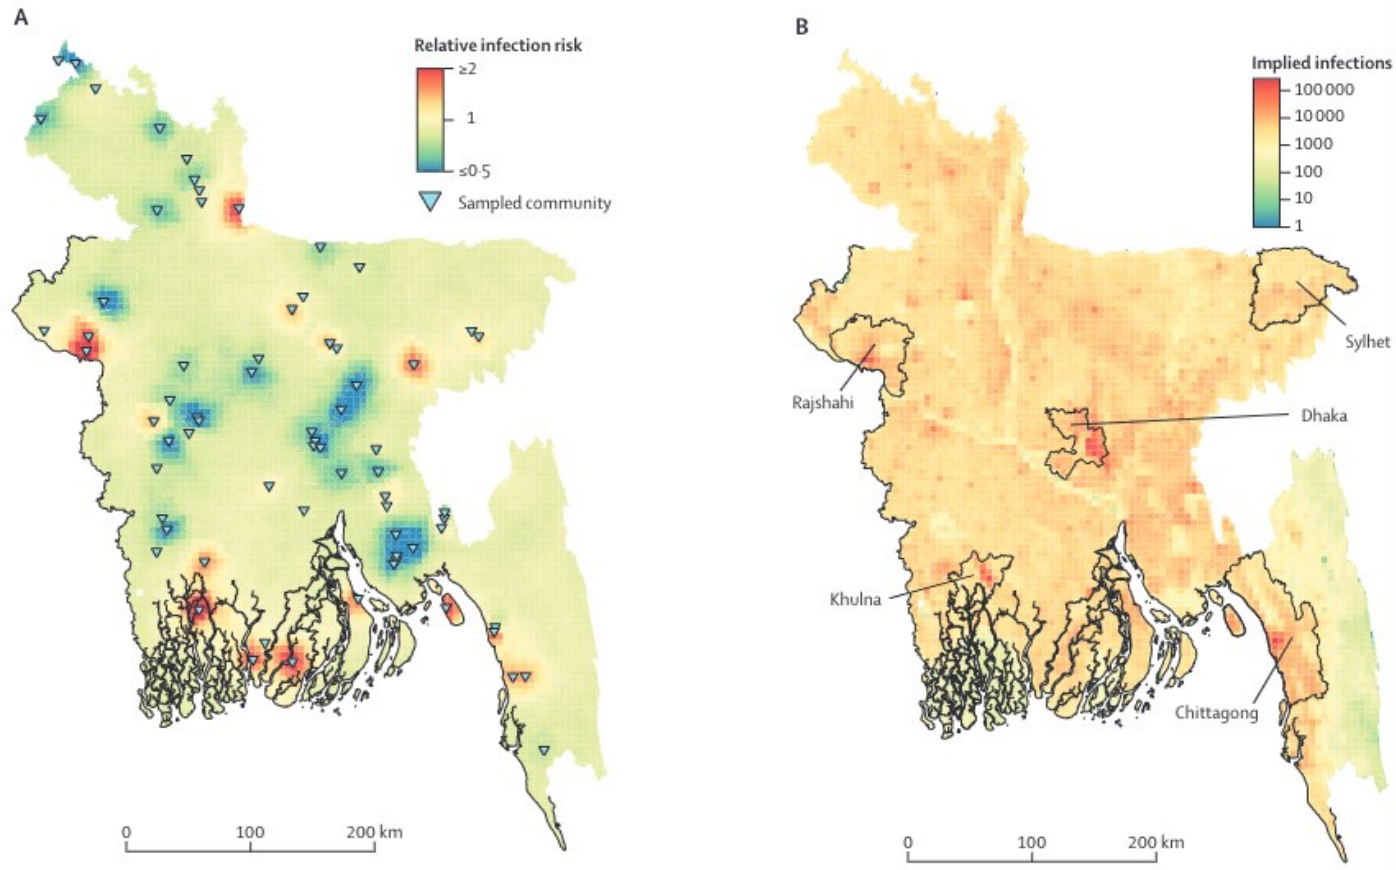 A
Relative infection risk
≥2
1
≤0·5
Sampled community
0 100 200 km
B
Implied infections
100 000
10 000
1000
100
10
1
Sylhet
Rajshahi
Dhaka
Khulna
Chittagong
0 100 200 km